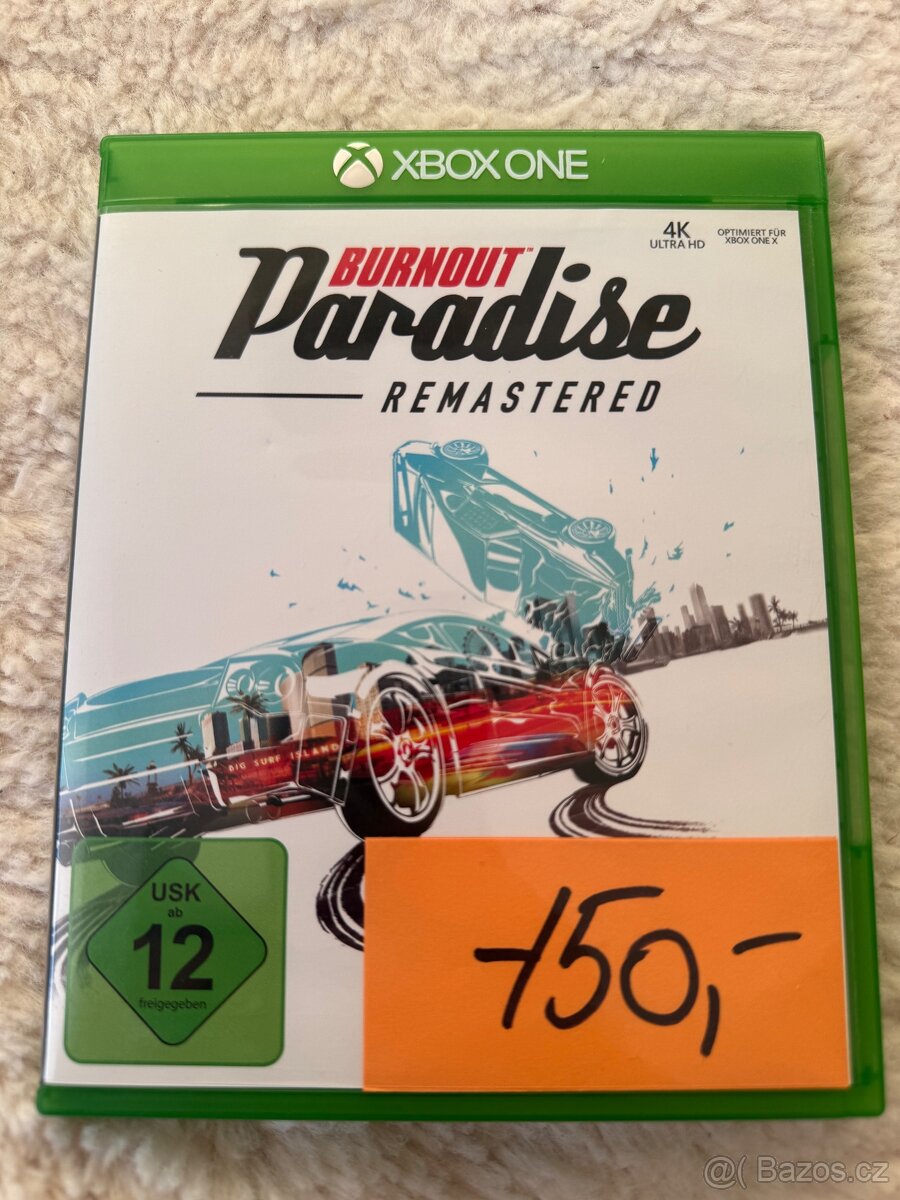 XBOX ONE
4K
ULTRA HD
OPTIMIERT FÜR
XBOX ONE X
BURNOUT™
Paradise
REMASTERED
BIG SURF ISLAND
USK
ab
12
freigegeben
150,-
@( Bazos.cz